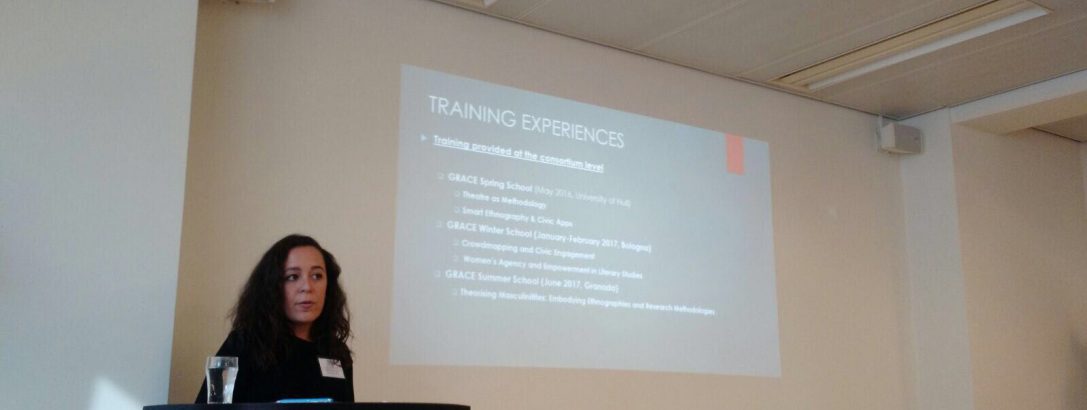 TRAINING EXPERIENCES
Training provided at the consortium level
GRACE Spring School (May 2016, University of Hull)
Theatre as Methodology
Smart Ethnography & Civic Apps
GRACE Winter School (January-February 2017, Bologna)
Crowdmapping and Civic Engagement
Women's Agency and Empowerment in Literary Studies
GRACE Summer School (June 2017, Granada)
Theorising Masculinities: Embodying Ethnographies and Research Methodologies